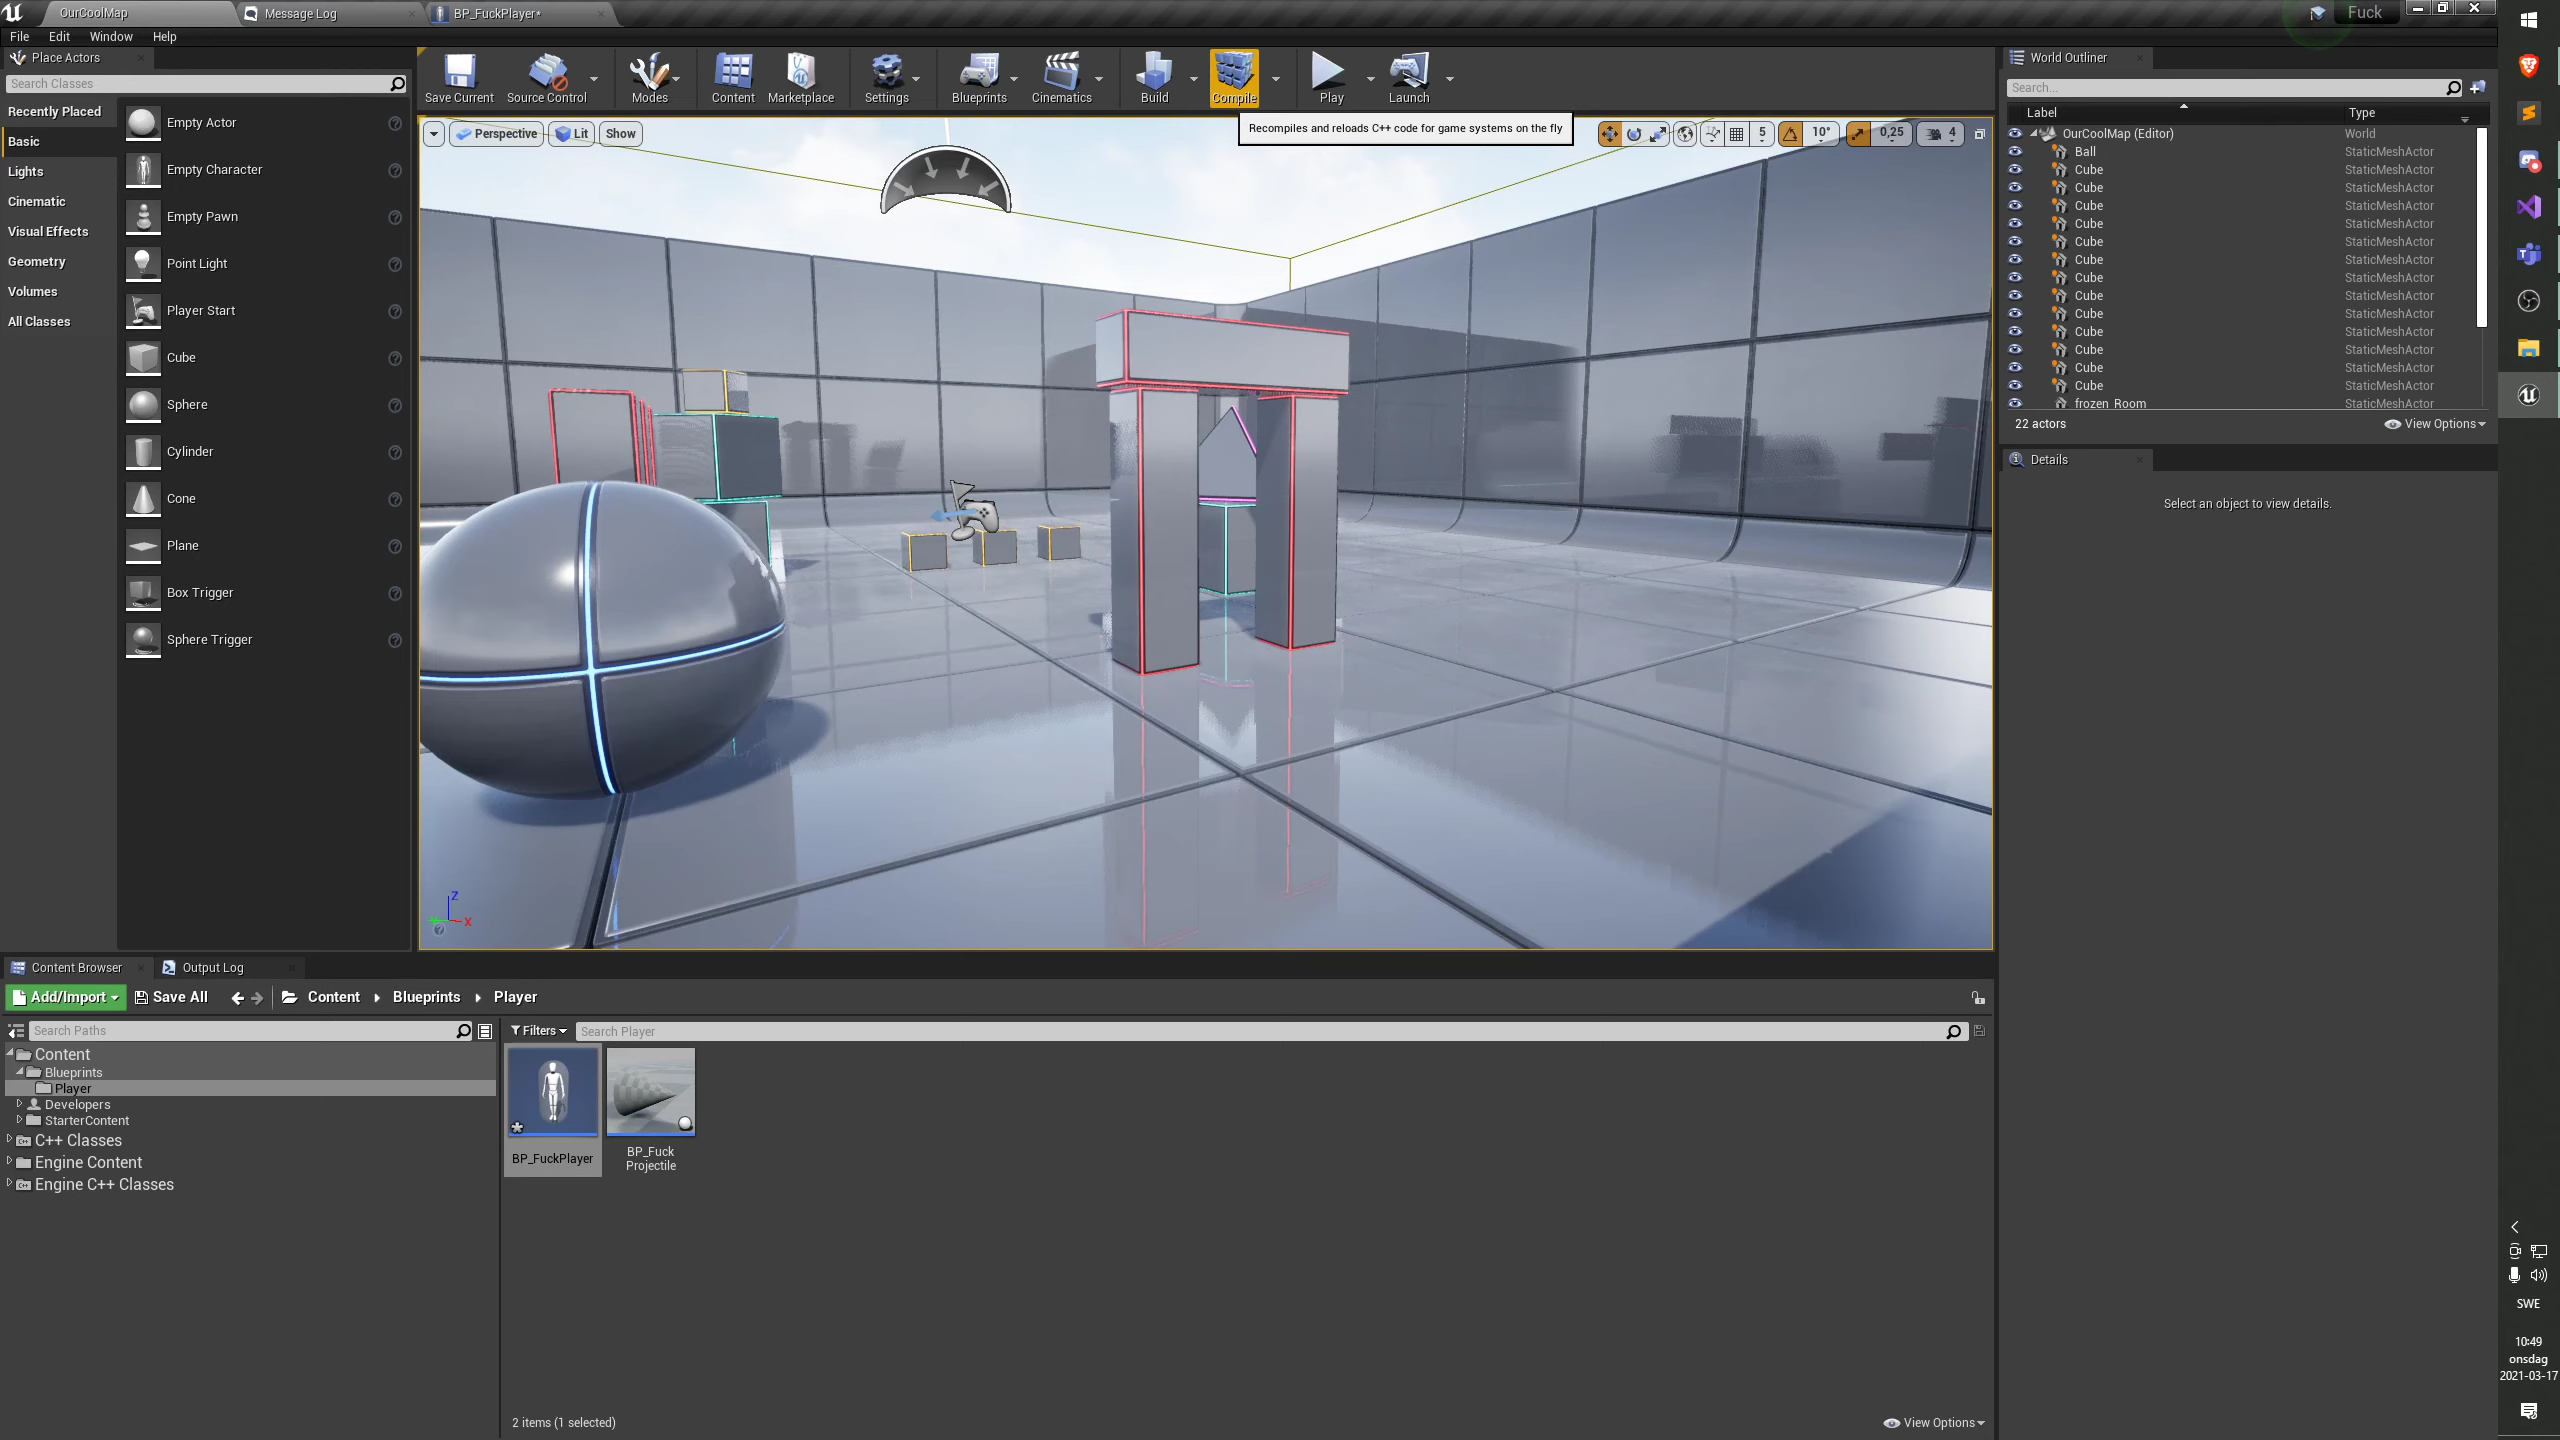 OurCoolMap
Message Log
BP_FuckPlayer*
Fuck
File Edit Window Help
Place Actors
Search Classes
Recently Placed
Basic
Lights
Cinematic
Visual Effects
Geometry
Volumes
All Classes
Empty Actor
Empty Character
Empty Pawn
Point Light
Player Start
Cube
Sphere
Cylinder
Cone
Plane
Box Trigger
Sphere Trigger
Save Current
Source Control
Modes
Content
Marketplace
Settings
Blueprints
Cinematics
Build
Compile
Play
Launch
Recompiles and reloads C++ code for game systems on the fly
Perspective
Lit
Show
5
10°
0,25
4
Z
X
World Outliner
Search...
Label Type
OurCoolMap (Editor) World
Ball StaticMeshActor
Cube StaticMeshActor
Cube StaticMeshActor
Cube StaticMeshActor
Cube StaticMeshActor
Cube StaticMeshActor
Cube StaticMeshActor
Cube StaticMeshActor
Cube StaticMeshActor
Cube StaticMeshActor
Cube StaticMeshActor
Cube StaticMeshActor
Cube StaticMeshActor
Cube StaticMeshActor
frozen_Room StaticMeshActor
22 actors
View Options
Details
Select an object to view details.
Content Browser
Output Log
Add/Import
Save All
Content
Blueprints
Player
Search Paths
Content
Blueprints
Player
Developers
StarterContent
C++ Classes
Engine Content
Engine C++ Classes
Filters
Search Player
BP_FuckPlayer
BP_Fuck
Projectile
2 items (1 selected)
View Options
SWE
10:49
onsdag
2021-03-17